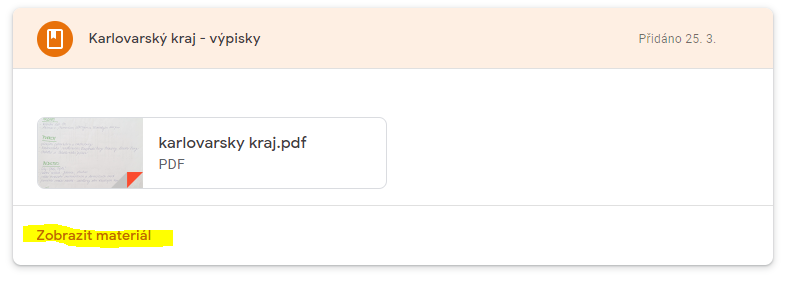 Karlovarský kraj - výpisky
Přidáno 25. 3.
karlovarsky kraj.pdf
PDF
Zobrazit materiál